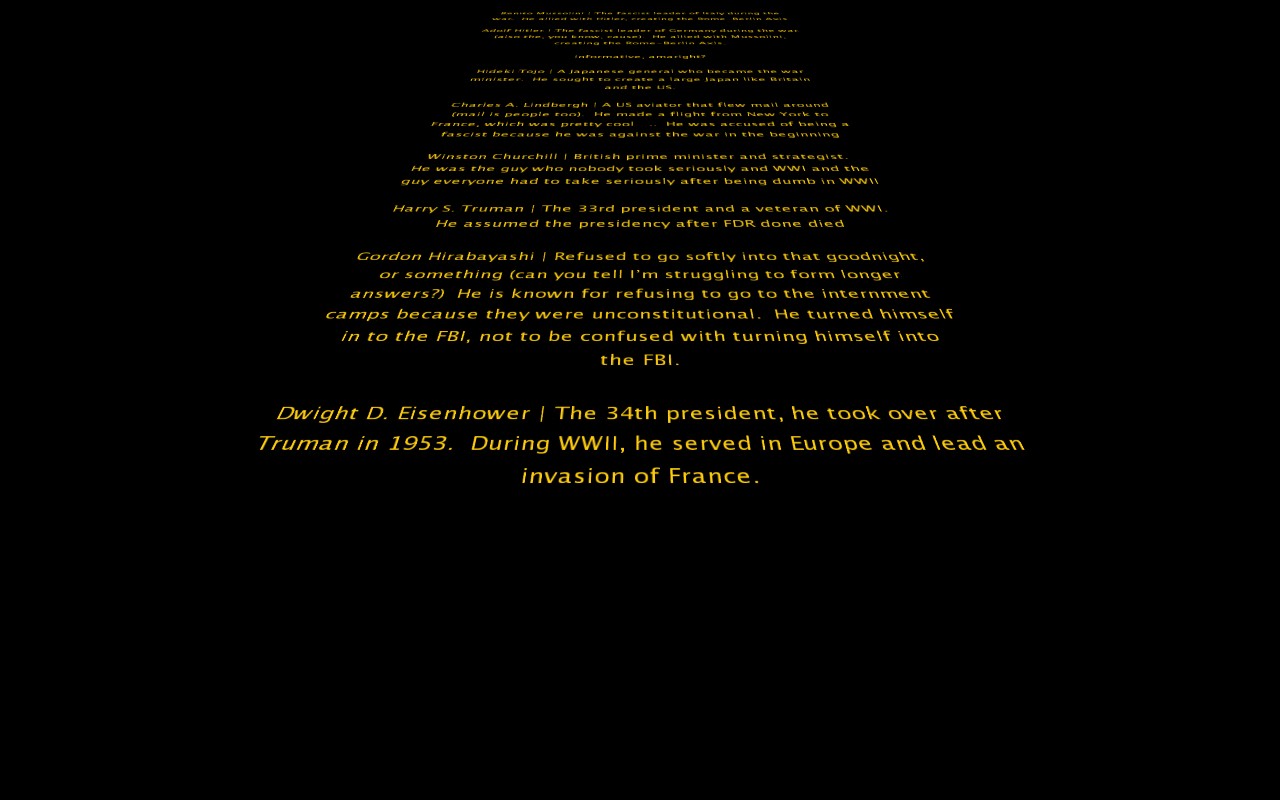 Benito Mussolini | The fascist leader of Italy during the
war.  He allied with Hitler, creating the Rome-Berlin Axis
Adolf Hitler | The fascist leader of Germany during the war
(also the, you know, cause)  He allied with Mussolini,
creating the Rome-Berlin Axis.
informative, amaright?
Hideki Tojo | A Japanese general who became the war
minister.  He sought to create a large Japan like Britain
and the US.
Charles A. Lindbergh | A US aviator that flew mail around
(mail is people too).  He made a flight from New York to
France, which was pretty cool  ..  He was accused of being a
fascist because he was against the war in the beginning
Winston Churchill | British prime minister and strategist.
He was the guy who nobody took seriously and WWI and the
guy everyone had to take seriously after being dumb in WWII
Harry S. Truman | The 33rd president and a veteran of WWI.
He assumed the presidency after FDR done died
Gordon Hirabayashi | Refused to go softly into that goodnight,
or something (can you tell I'm struggling to form longer
answers?)  He is known for refusing to go to the internment
camps because they were unconstitutional.  He turned himself
in to the FBI, not to be confused with turning himself into
the FBI.
Dwight D. Eisenhower | The 34th president, he took over after
Truman in 1953.  During WWII, he served in Europe and lead an
invasion of France.